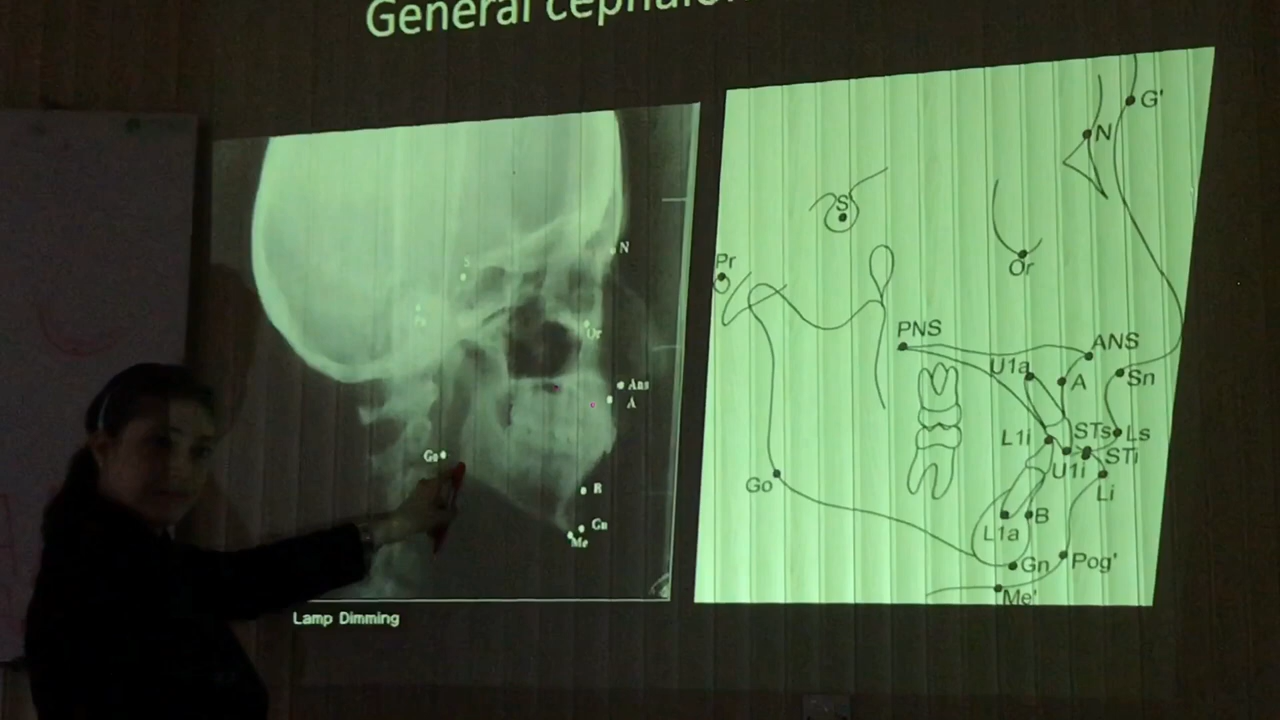 General cephalo
S
N
Or
Ans
A
Go
B
Gn
Me
Lamp Dimming
G'
N
S
Pr
Or
PNS
ANS
U1a
A
Sn
L1i
STs
Ls
U1i
STi
Li
Go
L1a
B
Gn
Pog'
Me'